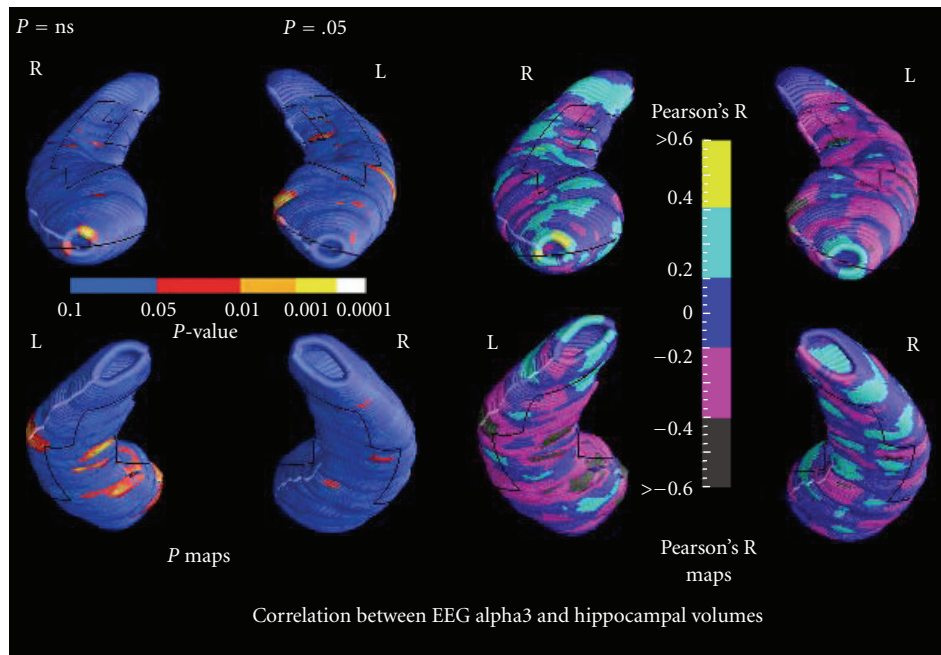 P = ns
P = .05
R
L
R
L
Pearson's R
>0.6
0.4
0.2
0
−0.2
−0.4
>−0.6
0.1
0.05
0.01
0.001
0.0001
P-value
L
R
L
R
P maps
Pearson's R
maps
Correlation between EEG alpha3 and hippocampal volumes